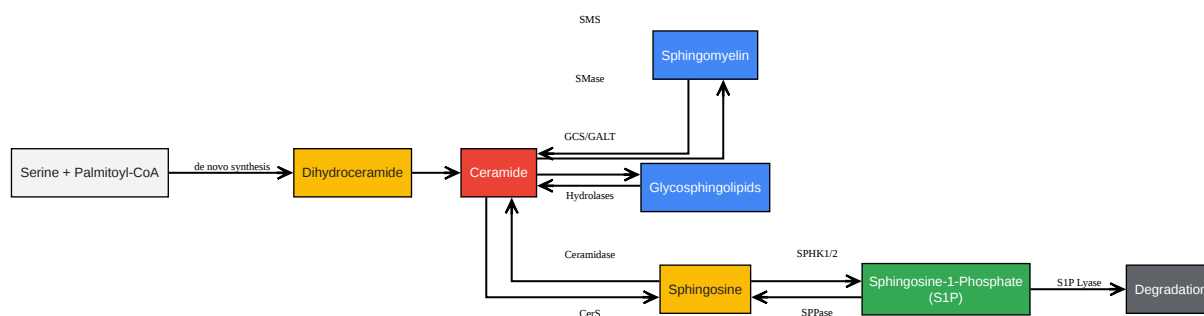 SMS
Sphingomyelin
SMase
GCS/GALT
Serine + Palmitoyl-CoA
de novo synthesis
Dihydroceramide
Ceramide
Glycosphingolipids
Hydrolases
Ceramidase
SPHK1/2
Sphingosine
Sphingosine-1-Phosphate
(S1P)
S1P Lyase
Degradation
CerS
SPPase